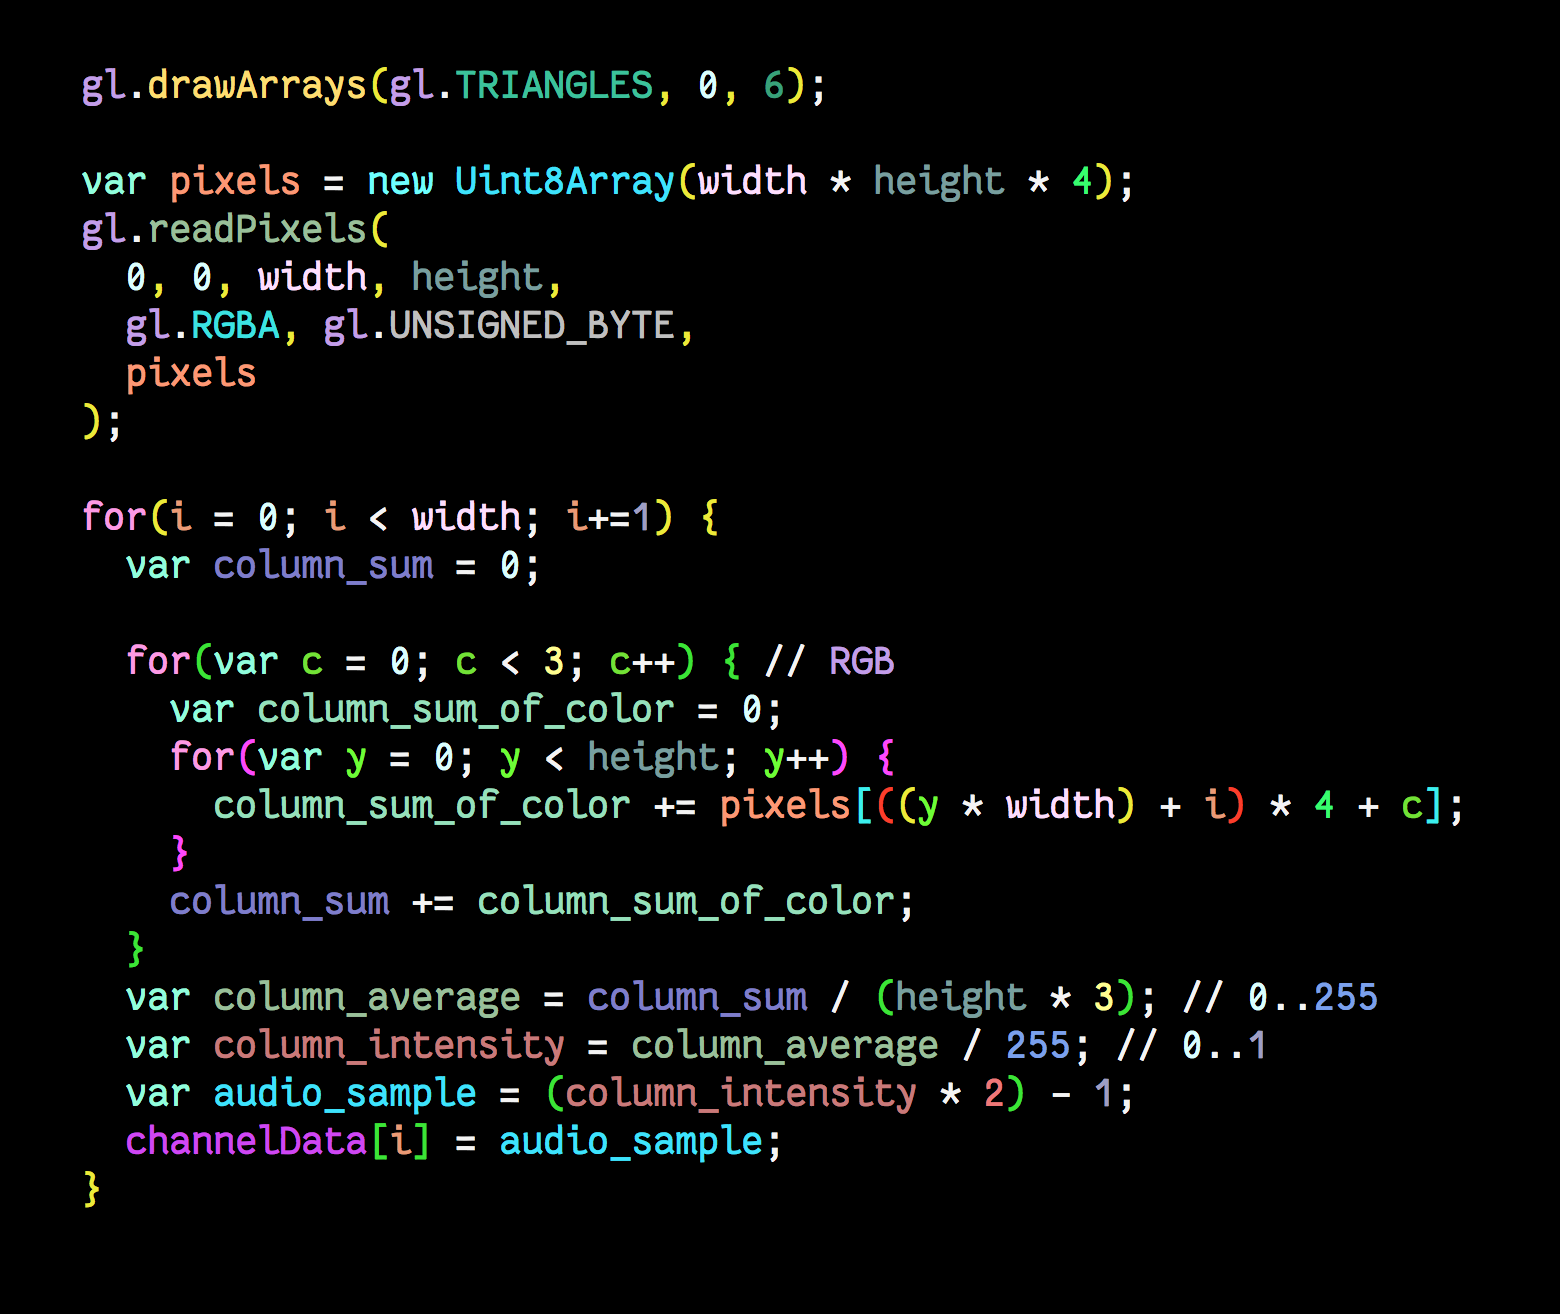 gl.drawArrays(gl.TRIANGLES, 0, 6);
var pixels = new Uint8Array(width * height * 4);
gl.readPixels(
  0, 0, width, height,
  gl.RGBA, gl.UNSIGNED_BYTE,
  pixels
);
for(i = 0; i < width; i+=1) {
  var column_sum = 0;
  for(var c = 0; c < 3; c++) { // RGB
    var column_sum_of_color = 0;
    for(var y = 0; y < height; y++) {
      column_sum_of_color += pixels[((y * width) + i) * 4 + c];
    }
    column_sum += column_sum_of_color;
  }
  var column_average = column_sum / (height * 3); // 0..255
  var column_intensity = column_average / 255; // 0..1
  var audio_sample = (column_intensity * 2) - 1;
  channelData[i] = audio_sample;
}